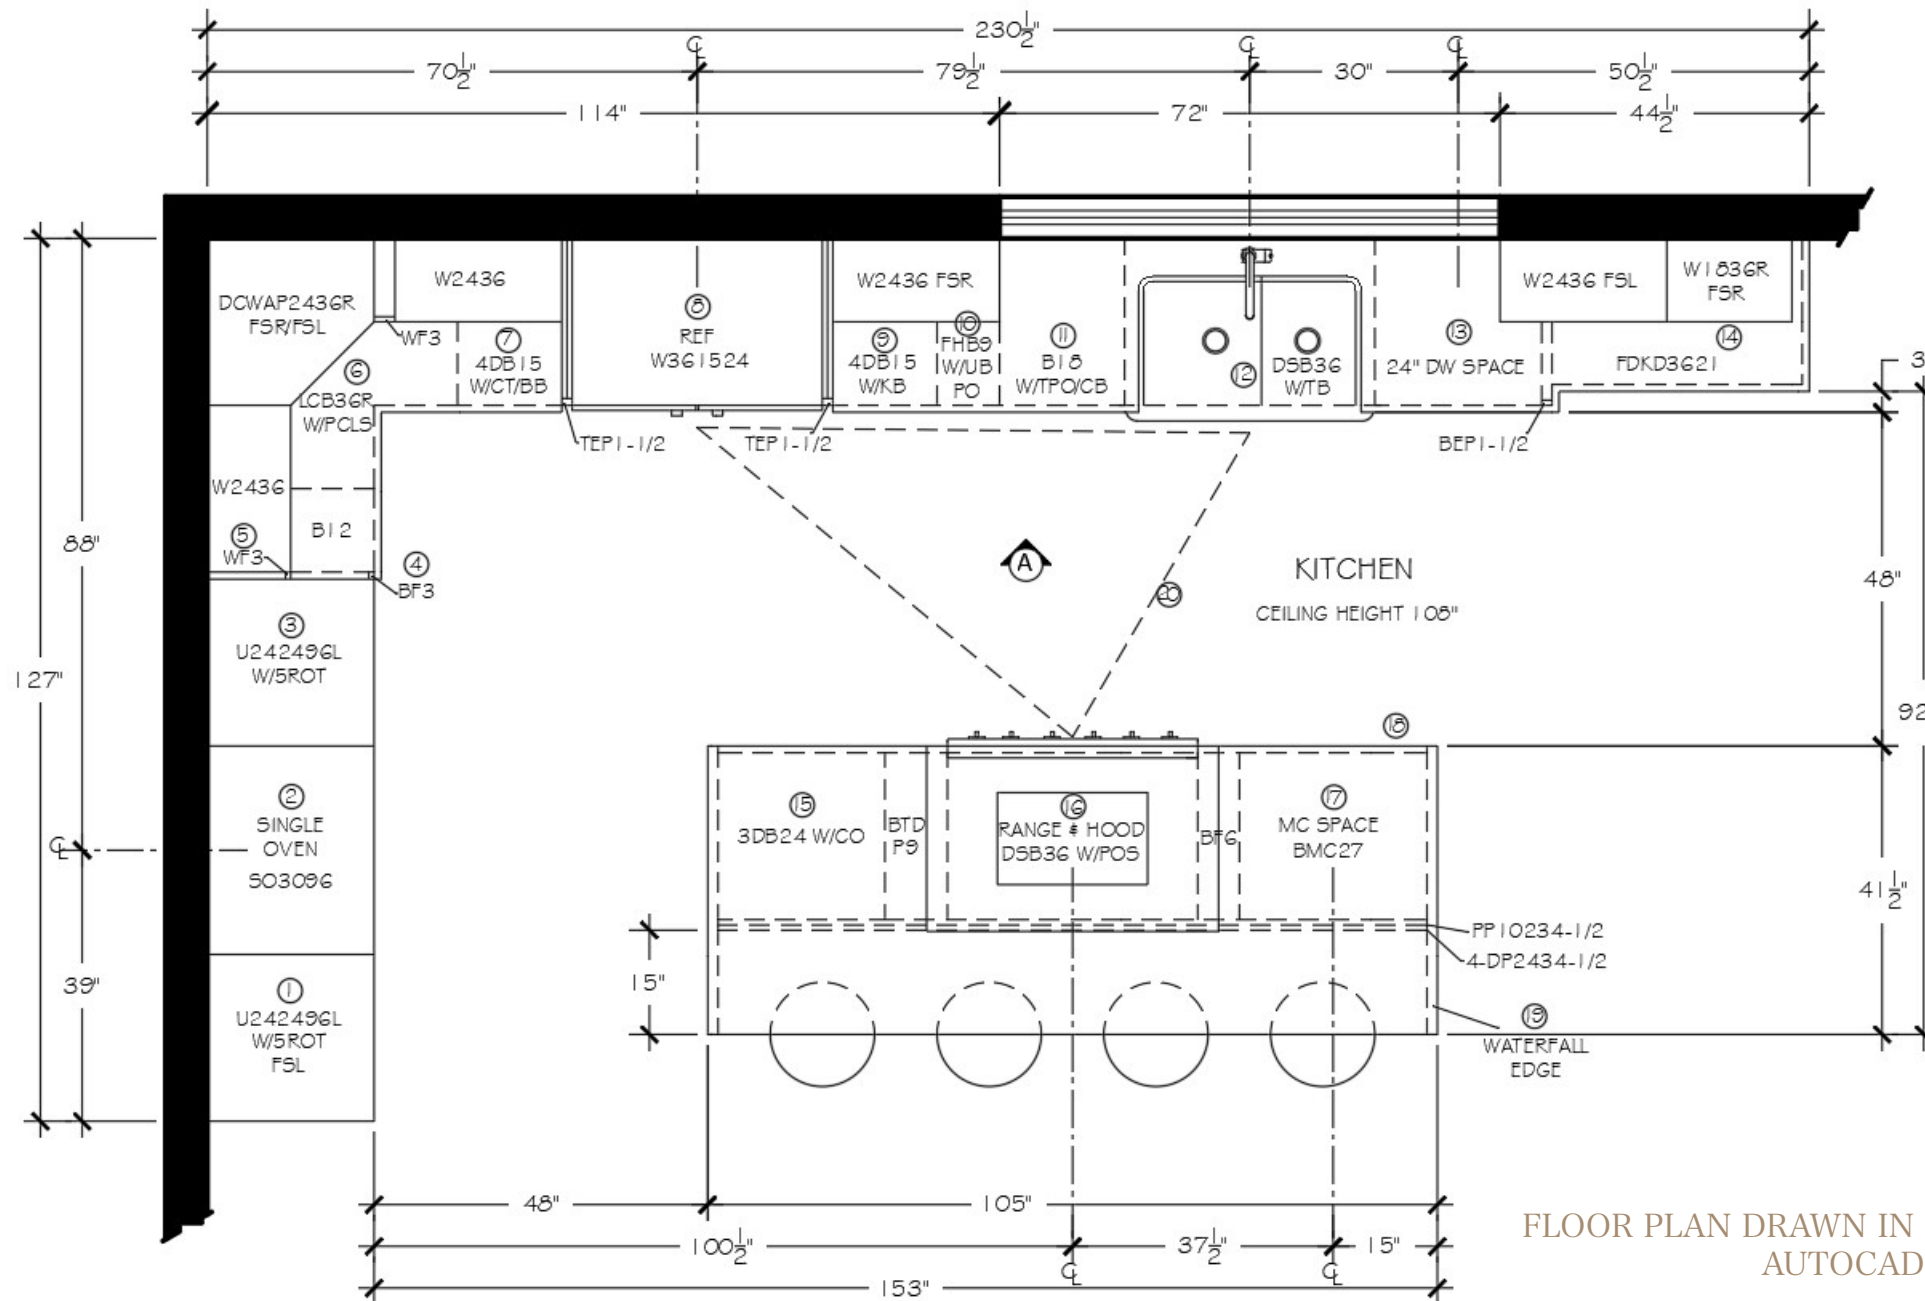 230½"
70½"
79½"
30"
50½"
114"
72"
44½"
DCWAP2436R
FSR/FSL
W2436
WF3
7
4DB15
W/CT/BB
8
REF
W361524
W2436 FSR
9
4DB15
W/KB
10
FHB9
W/UB
PO
11
B18
W/TPO/CB
12
DSB36
W/TB
13
24" DW SPACE
W2436 FSL
W1836R
FSR
14
FDKD3621
3
6
LCB36R
W/PCLS
TEP1-1/2
TEP1-1/2
BEP1-1/2
W2436
5
WF3
B12
4
BF3
88"
127"
39"
A
20
KITCHEN
CEILING HEIGHT 108"
48"
92
41½"
3
U242496L
W/5ROT
2
SINGLE
OVEN
SO3096
1
U242496L
W/5ROT
FSL
18
15
3DB24 W/CO
BTD
P9
16
RANGE & HOOD
DSB36 W/POS
BF6
17
MC SPACE
BMC27
PP10234-1/2
4-DP2434-1/2
15"
19
WATERFALL
EDGE
48"
105"
100½"
37½"
15"
153"
FLOOR PLAN DRAWN IN
AUTOCAD